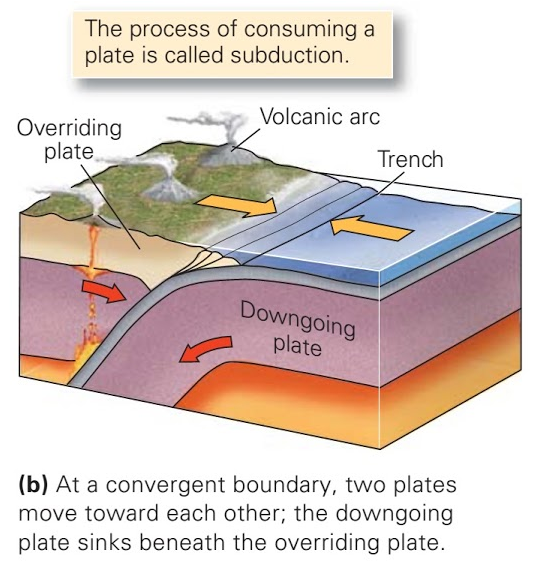 The process of consuming a
plate is called subduction.
Volcanic arc
Overriding
plate
Trench
Downgoing
plate
(b) At a convergent boundary, two plates
move toward each other; the downgoing
plate sinks beneath the overriding plate.